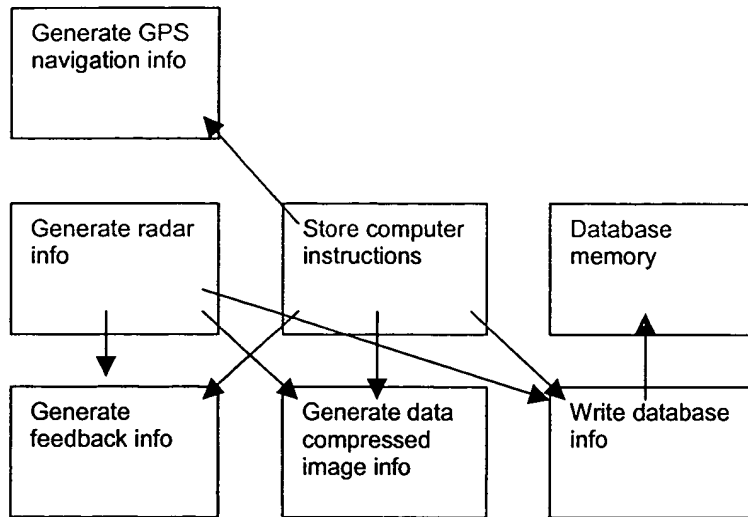 Generate GPS
navigation info
Generate radar
info
Store computer
instructions
Database
memory
Generate
feedback info
Generate data
compressed
image info
Write database
info